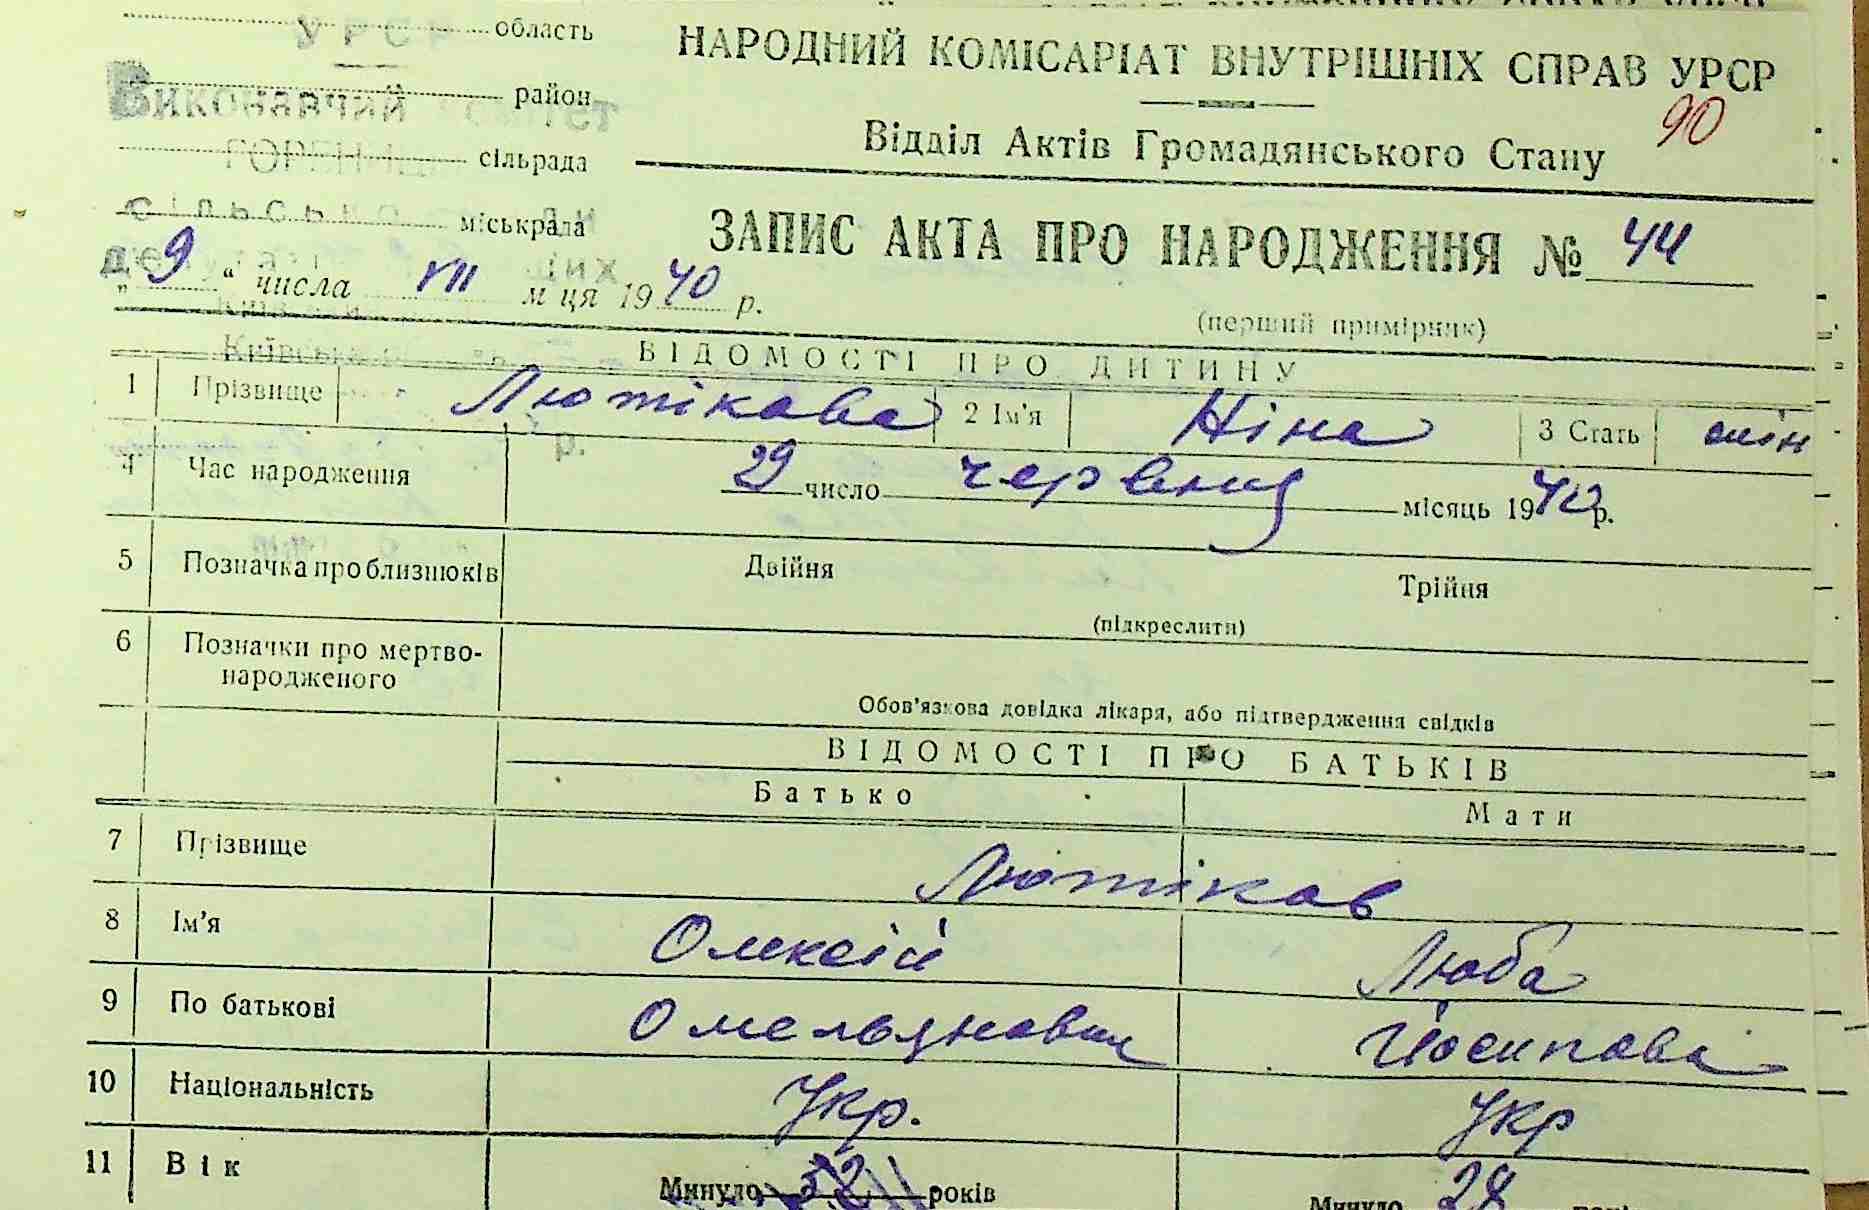 область
район
сільрада
міськрада
УРСР
Виконавчий комітет
НАРОДНИЙ КОМІСАРІАТ ВНУТРІШНІХ СПРАВ УРСР
90
Відділ Актів Громадянського Стану
ЗАПИС АКТА ПРО НАРОДЖЕННЯ № 44
„9“ числа VII м ця 1940 р.
(перший примірник)
ВІДОМОСТІ ПРО ДИТИНУ
1 Прізвище Лютікова 2 Ім'я Ніна 3 Стать жін
4 Час народження 29 число червня місяць 1940 р.
5 Позначка про близнюків Двійня Трійня
(підкреслити)
6 Позначки про мертво-
народженого
Обов'язкова довідка лікаря, або підтвердження свідків
ВІДОМОСТІ ПРО БАТЬКІВ
Батько Мати
7 Прізвище Лютіков
8 Ім'я Олексій Люба
9 По батькові Омельянович Йосипова
10 Національність Укр. Укр
11 Вік Минуло 32 років Минуло 28